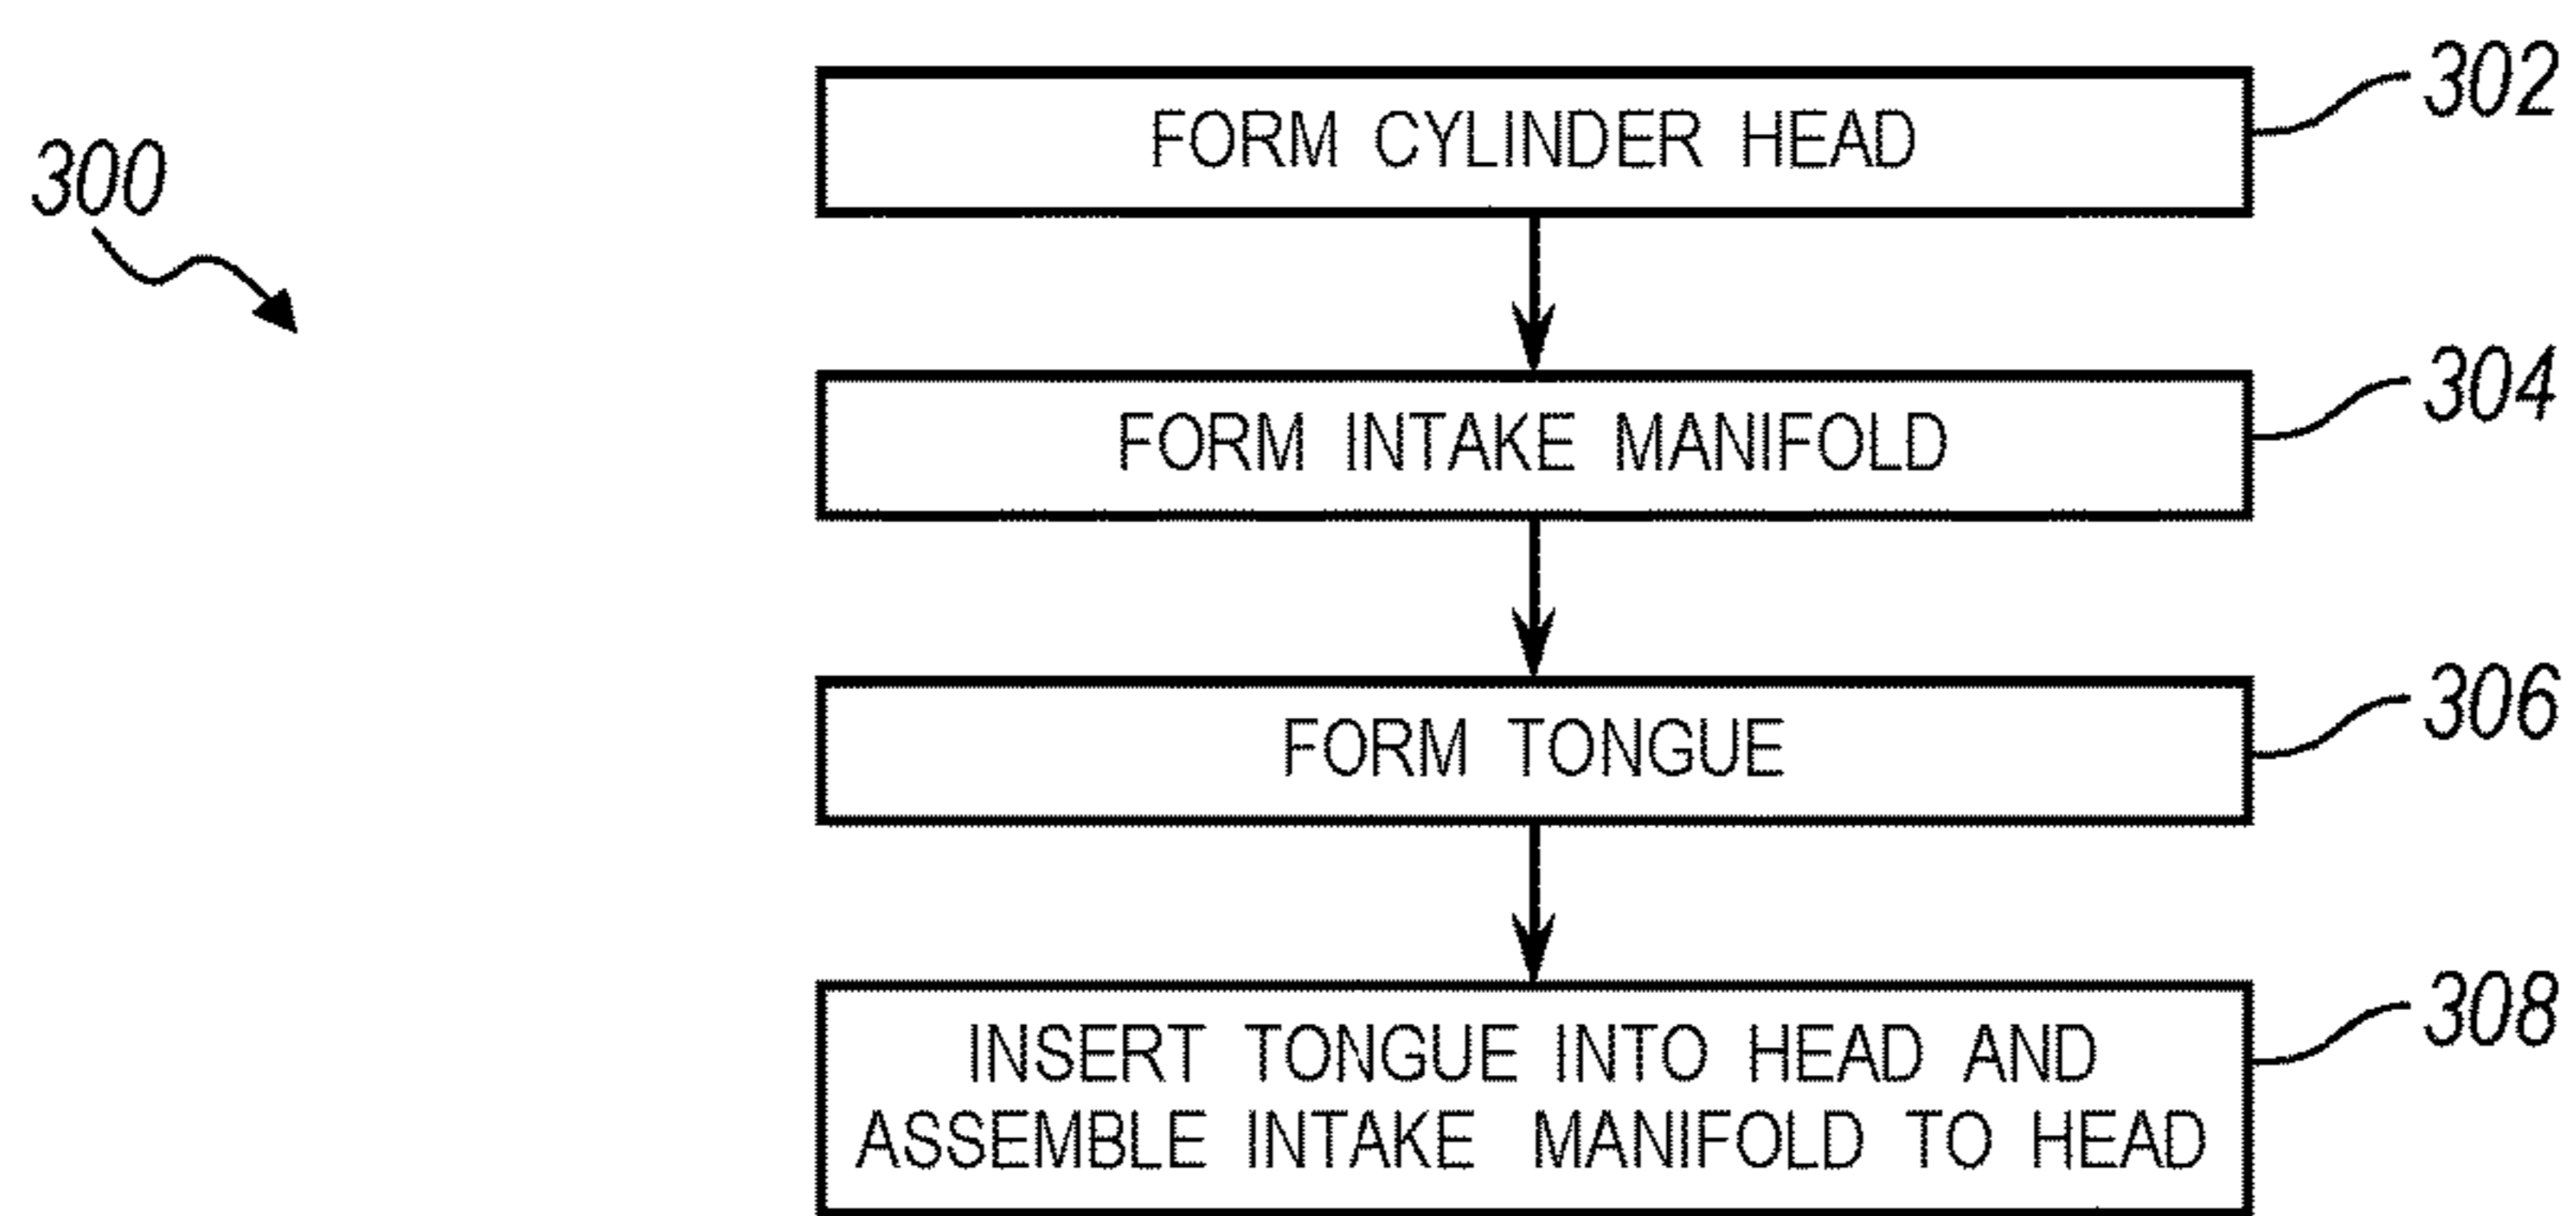 300
FORM CYLINDER HEAD
302
FORM INTAKE MANIFOLD
304
FORM TONGUE
306
INSERT TONGUE INTO HEAD AND
ASSEMBLE INTAKE MANIFOLD TO HEAD
308